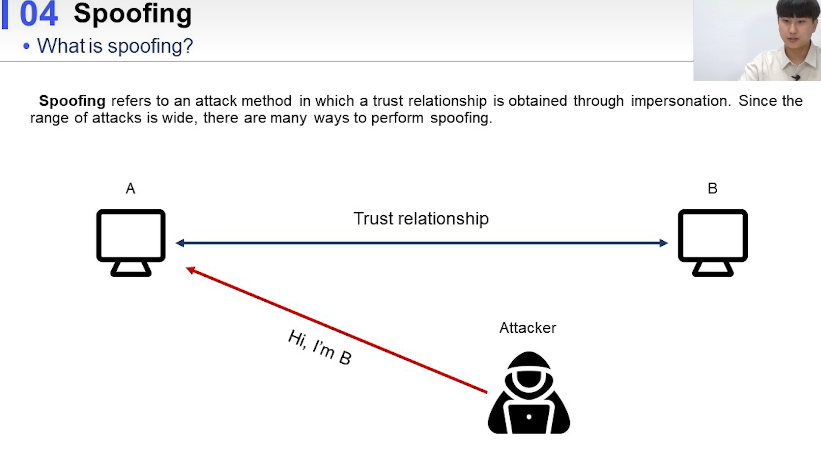 04 Spoofing
• What is spoofing?
Spoofing refers to an attack method in which a trust relationship is obtained through impersonation. Since the
range of attacks is wide, there are many ways to perform spoofing.
A
B
Trust relationship
Hi, I'm B
Attacker